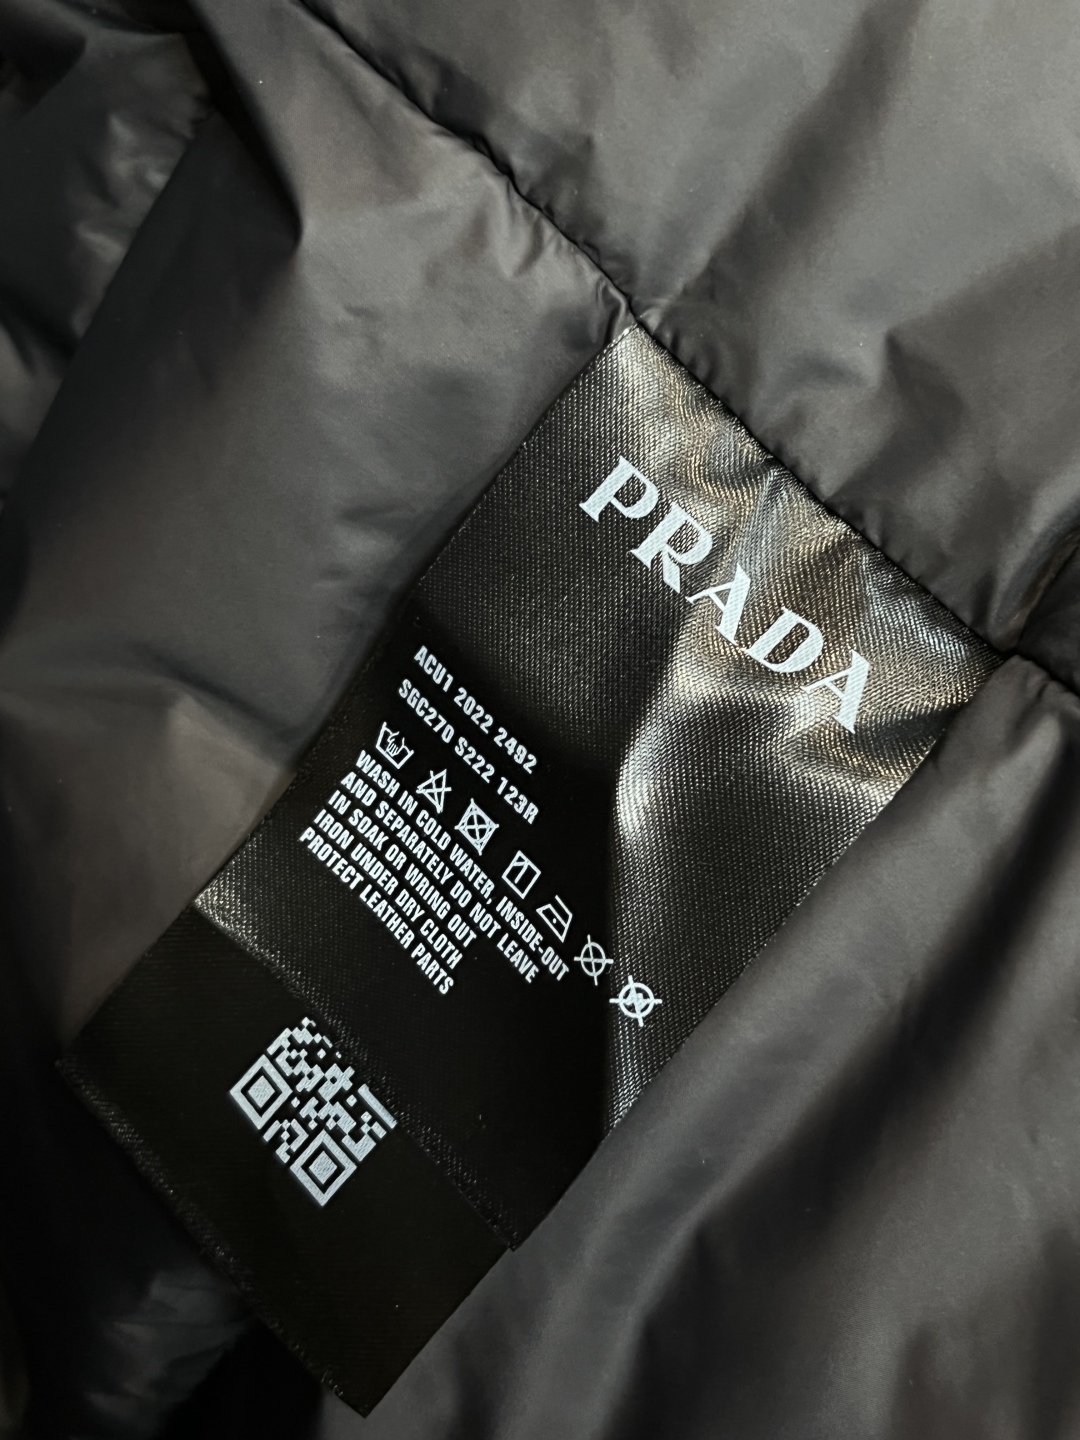 PRADA
ACU1 2022 2492
SGC270 S222 123R
WASH IN COLD WATER, INSIDE-OUT
AND SEPARATELY DO NOT LEAVE
IN SOAK OR WRING OUT
IRON UNDER DRY CLOTH
PROTECT LEATHER PARTS